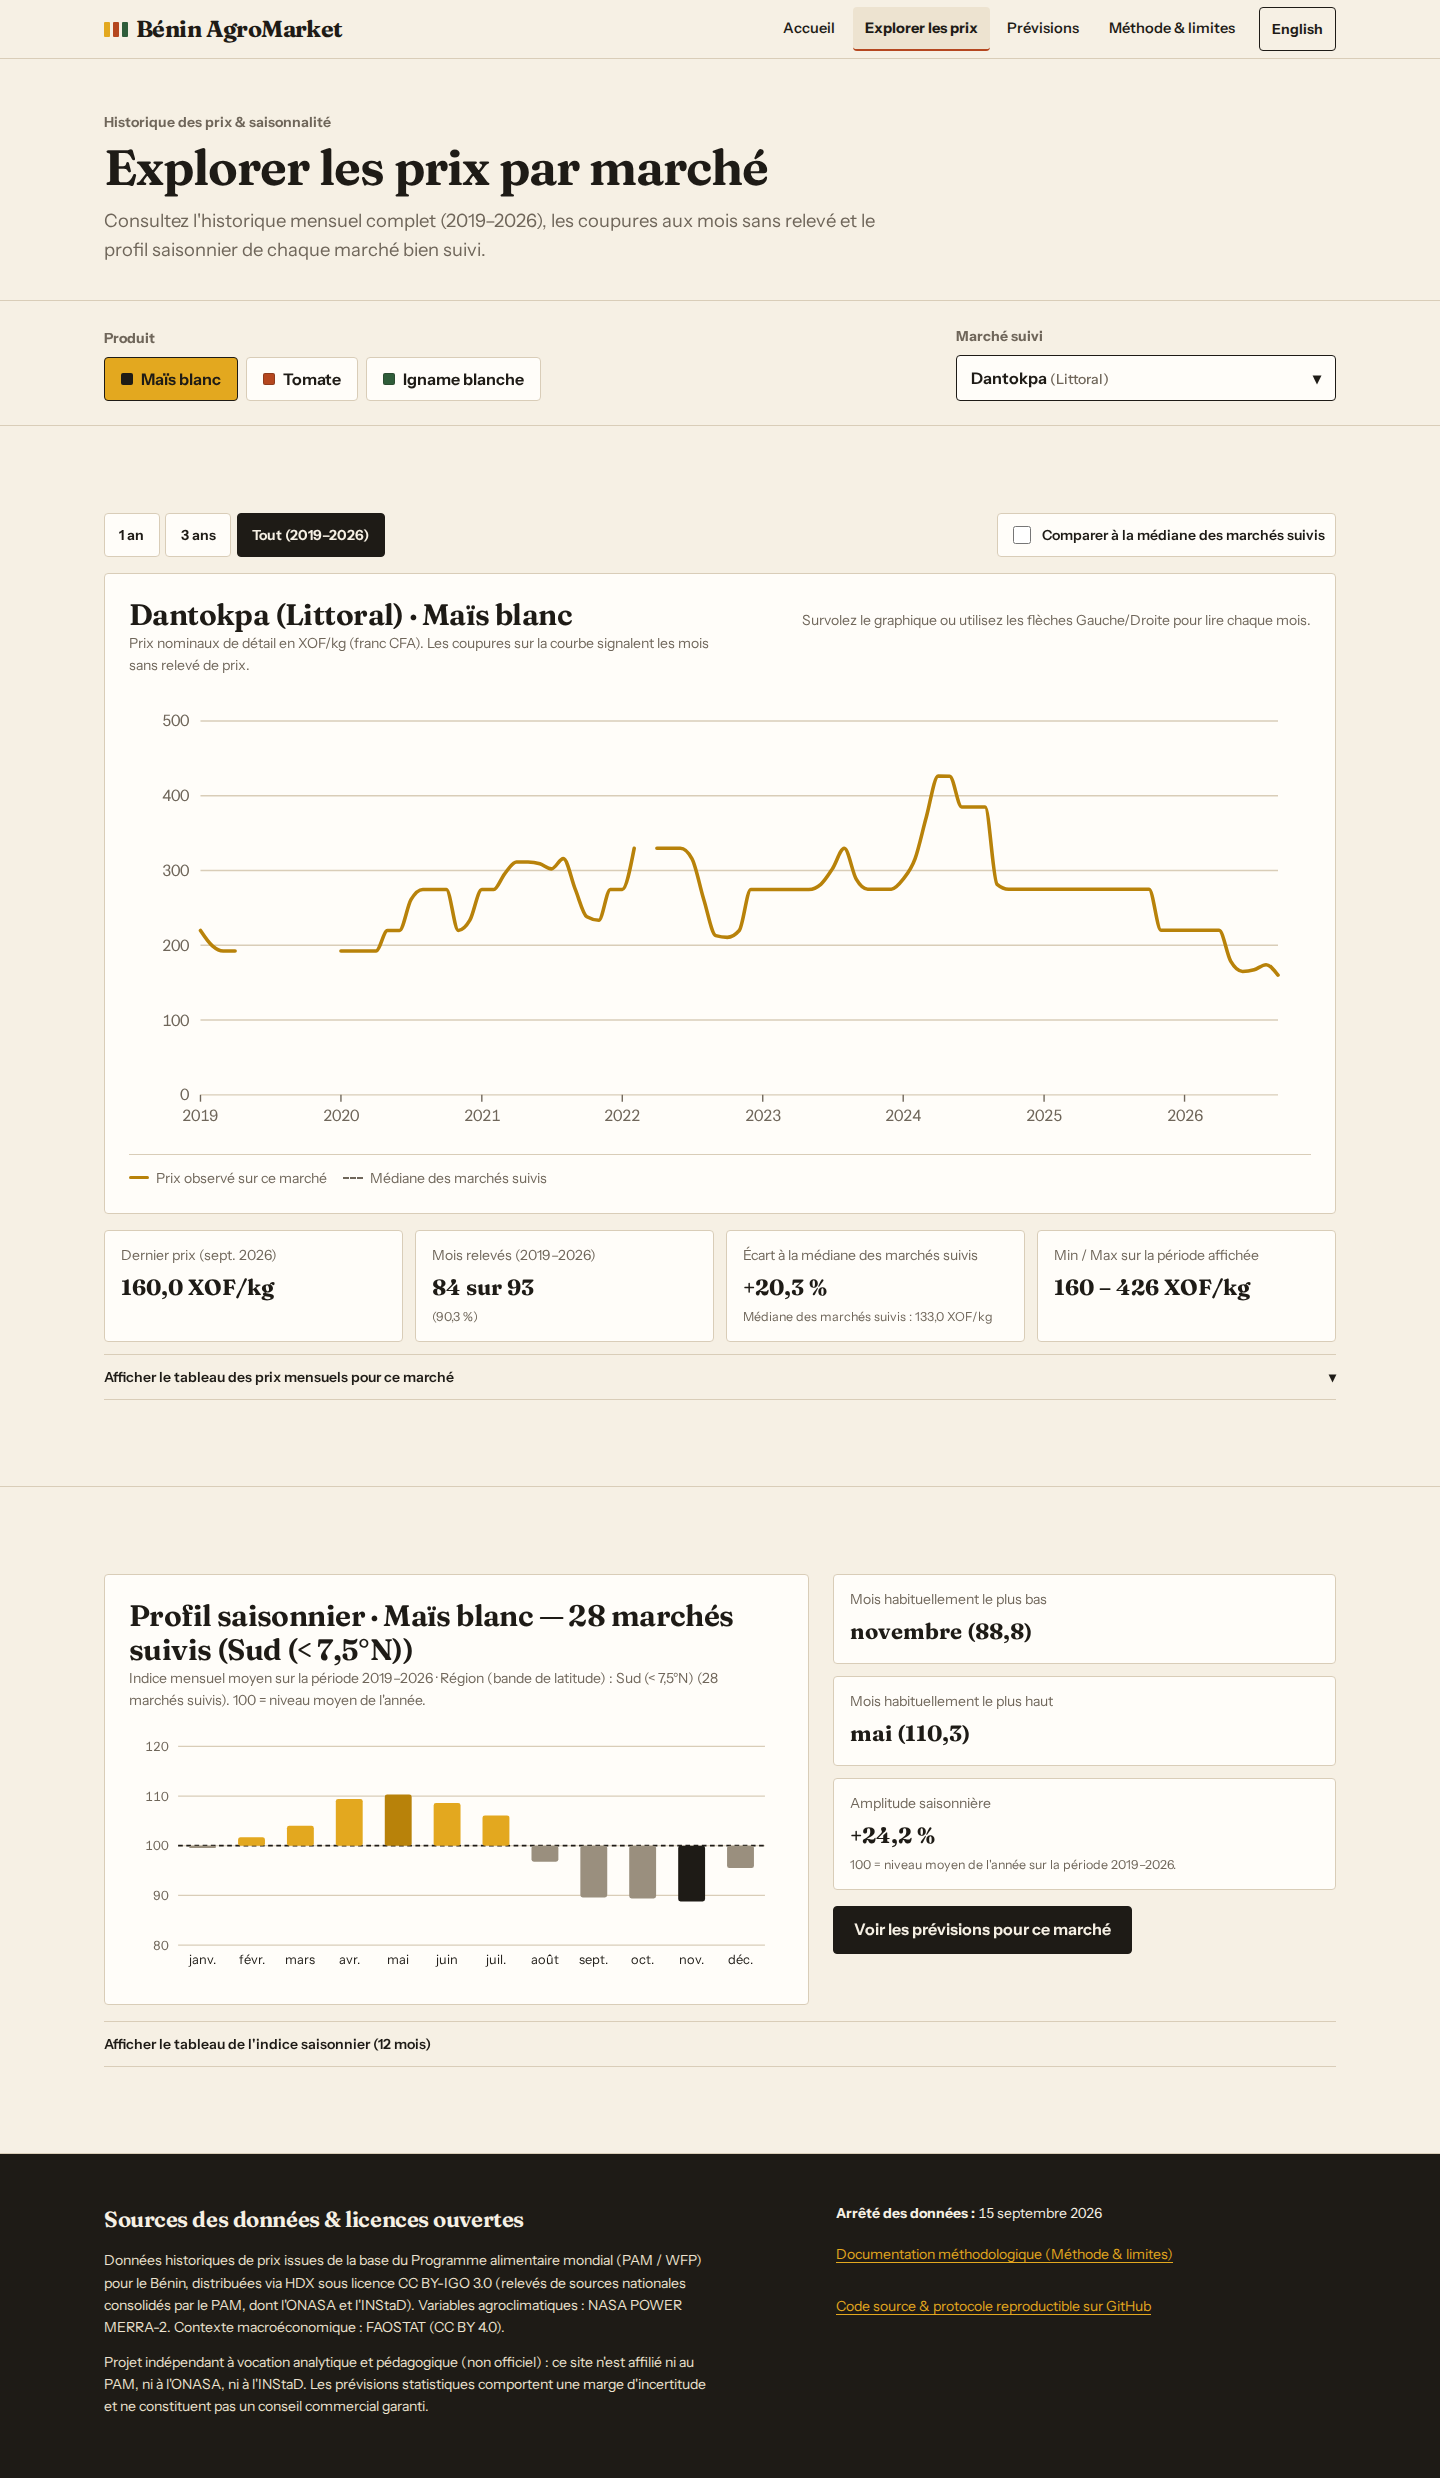 Bénin AgroMarket
Accueil
Explorer les prix
Prévisions
Méthode & limites
English
Historique des prix & saisonnalité
Explorer les prix par marché
Consultez l'historique mensuel complet (2019–2026), les coupures aux mois sans relevé et le
profil saisonnier de chaque marché bien suivi.
Produit
Maïs blanc
Tomate
Igname blanche
Marché suivi
Dantokpa (Littoral)
▾
1 an
3 ans
Tout (2019–2026)
Comparer à la médiane des marchés suivis
Dantokpa (Littoral) · Maïs blanc
Survolez le graphique ou utilisez les flèches Gauche/Droite pour lire chaque mois.
Prix nominaux de détail en XOF/kg (franc CFA). Les coupures sur la courbe signalent les mois
sans relevé de prix.
500
400
300
200
100
0
2019
2020
2021
2022
2023
2024
2025
2026
Prix observé sur ce marché
Médiane des marchés suivis
Dernier prix (sept. 2026)
160,0 XOF/kg
Mois relevés (2019–2026)
84 sur 93
(90,3 %)
Écart à la médiane des marchés suivis
+20,3 %
Médiane des marchés suivis : 133,0 XOF/kg
Min / Max sur la période affichée
160 – 426 XOF/kg
Afficher le tableau des prix mensuels pour ce marché
▾
Profil saisonnier · Maïs blanc — 28 marchés
suivis (Sud (< 7,5°N))
Indice mensuel moyen sur la période 2019–2026 · Région (bande de latitude) : Sud (< 7,5°N) (28
marchés suivis). 100 = niveau moyen de l'année.
120
110
100
90
80
janv.
févr.
mars
avr.
mai
juin
juil.
août
sept.
oct.
nov.
déc.
Mois habituellement le plus bas
novembre (88,8)
Mois habituellement le plus haut
mai (110,3)
Amplitude saisonnière
+24,2 %
100 = niveau moyen de l'année sur la période 2019–2026.
Voir les prévisions pour ce marché
Afficher le tableau de l'indice saisonnier (12 mois)
Sources des données & licences ouvertes
Données historiques de prix issues de la base du Programme alimentaire mondial (PAM / WFP)
pour le Bénin, distribuées via HDX sous licence CC BY-IGO 3.0 (relevés de sources nationales
consolidés par le PAM, dont l'ONASA et l'INStaD). Variables agroclimatiques : NASA POWER
MERRA-2. Contexte macroéconomique : FAOSTAT (CC BY 4.0).
Projet indépendant à vocation analytique et pédagogique (non officiel) : ce site n'est affilié ni au
PAM, ni à l'ONASA, ni à l'INStaD. Les prévisions statistiques comportent une marge d'incertitude
et ne constituent pas un conseil commercial garanti.
Arrêté des données : 15 septembre 2026
Documentation méthodologique (Méthode & limites)
Code source & protocole reproductible sur GitHub